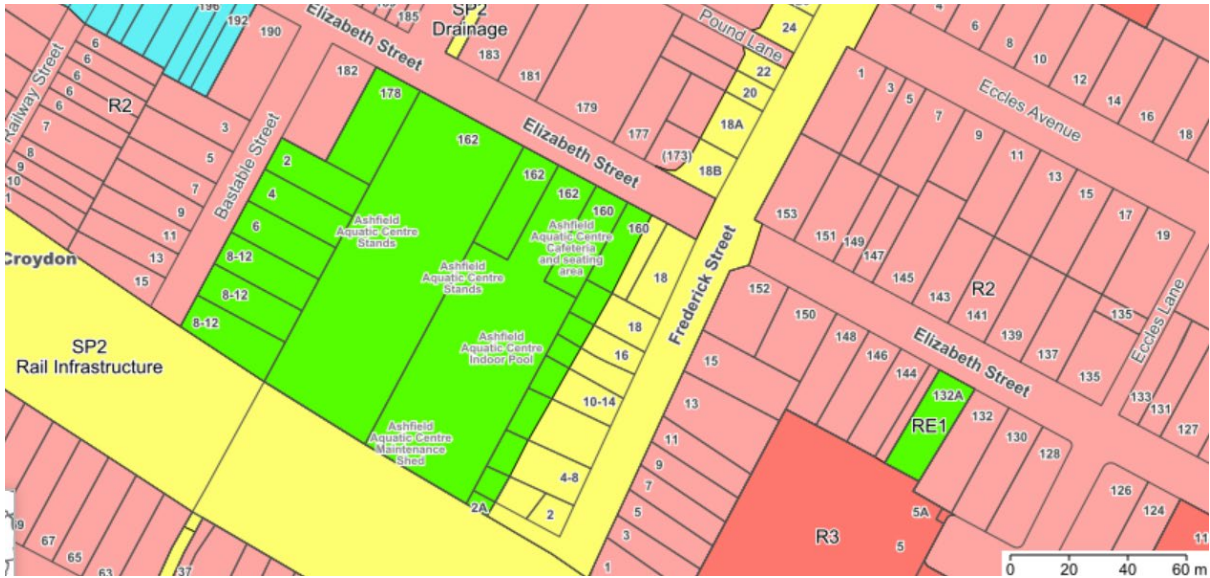 196
192
190
185
SP2
Drainage
183
181
179
177
(173)
Elizabeth Street
Pound Lane
24
22
20
18A
18B
4
6
8
10
12
14
16
18
Eccles Avenue
1
3
5
7
9
11
13
15
17
19
Railway Street
6
6
6
6
7
8
9
10
1
R2
3
5
7
9
11
13
15
Bastable Street
182
178
162
162
162
160
160
Elizabeth Street
2
4
6
8-12
8-12
8-12
Ashfield
Aquatic Centre
Stands
Ashfield
Aquatic Centre
Stands
Ashfield
Aquatic Centre
Cafeteria
and seating
area
Ashfield
Aquatic Centre
Indoor Pool
Ashfield
Aquatic Centre
Maintenance
Shed
18
18
16
10-14
4-8
2
2A
Frederick Street
153
151
149
147
145
143
141
139
137
135
135
133
131
127
R2
Eccles Lane
Elizabeth Street
152
150
148
146
144
132A
RE1
132
130
128
126
124
11
15
13
11
9
7
5
3
1
R3
5A
5
Croydon
SP2
Rail Infrastructure
69
67
65
63
37
0 20 40 60 m